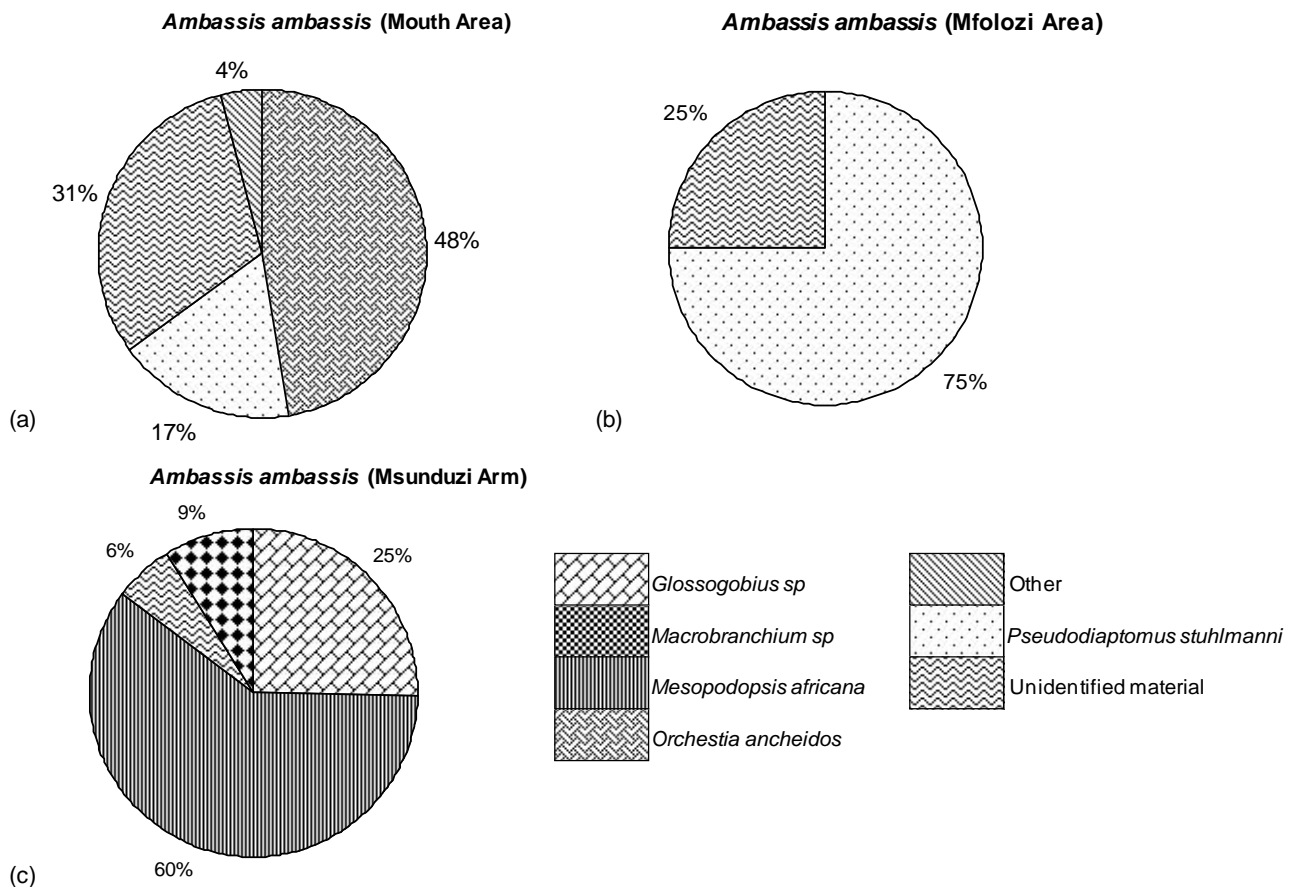 Ambassis ambassis (Mouth Area)
4%
31%
48%
17%
(a)
Ambassis ambassis (Mfolozi Area)
25%
75%
(b)
Ambassis ambassis (Msunduzi Arm)
9%
6%
25%
60%
(c)
Glossogobius sp
Macrobranchium sp
Mesopodopsis africana
Orchestia ancheidos
Other
Pseudodiaptomus stuhlmanni
Unidentified material